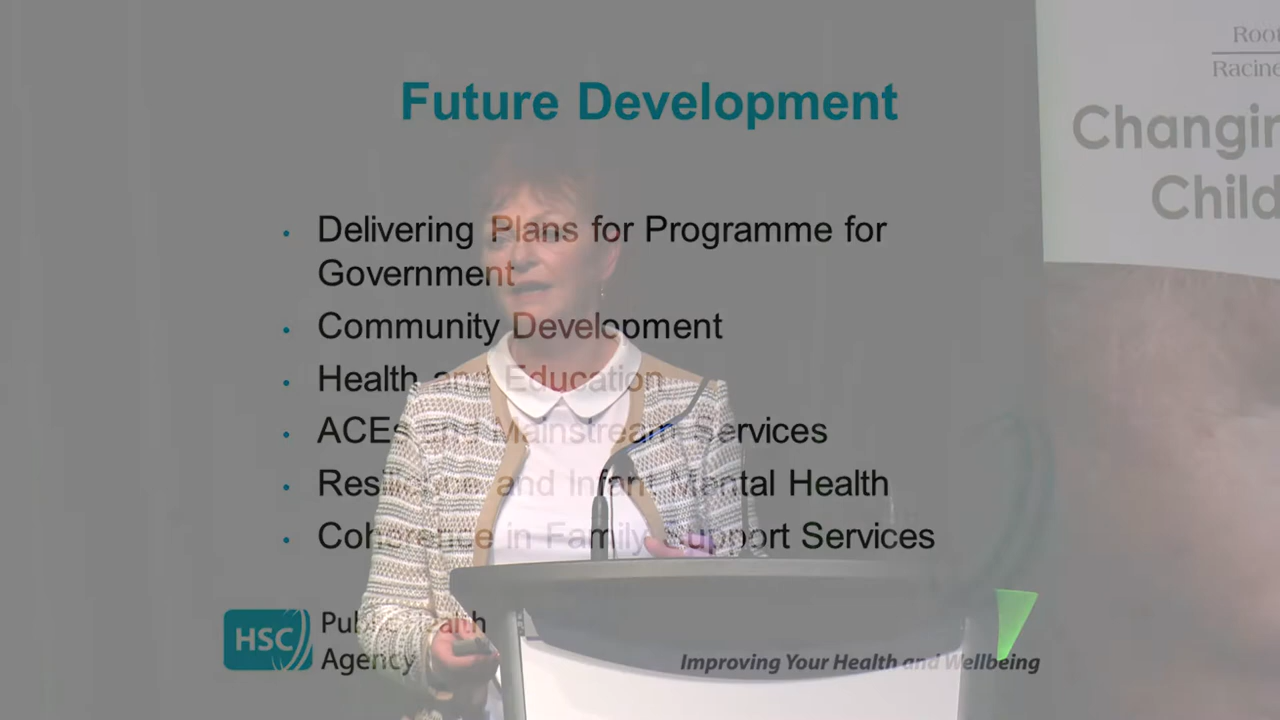 Future Development
Delivering Plans for Programme for
Government
Community Development
Health and Education
ACEs and Mainstream Services
Resilience and Infant Mental Health
Coherence in Family Support Services
HSC Public Health
Agency
Improving Your Health and Wellbeing
Root
Racine
Changin
Child